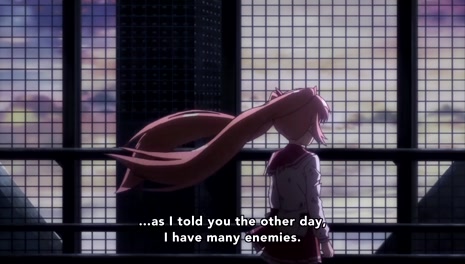 ...as I told you the other day,
I have many enemies.